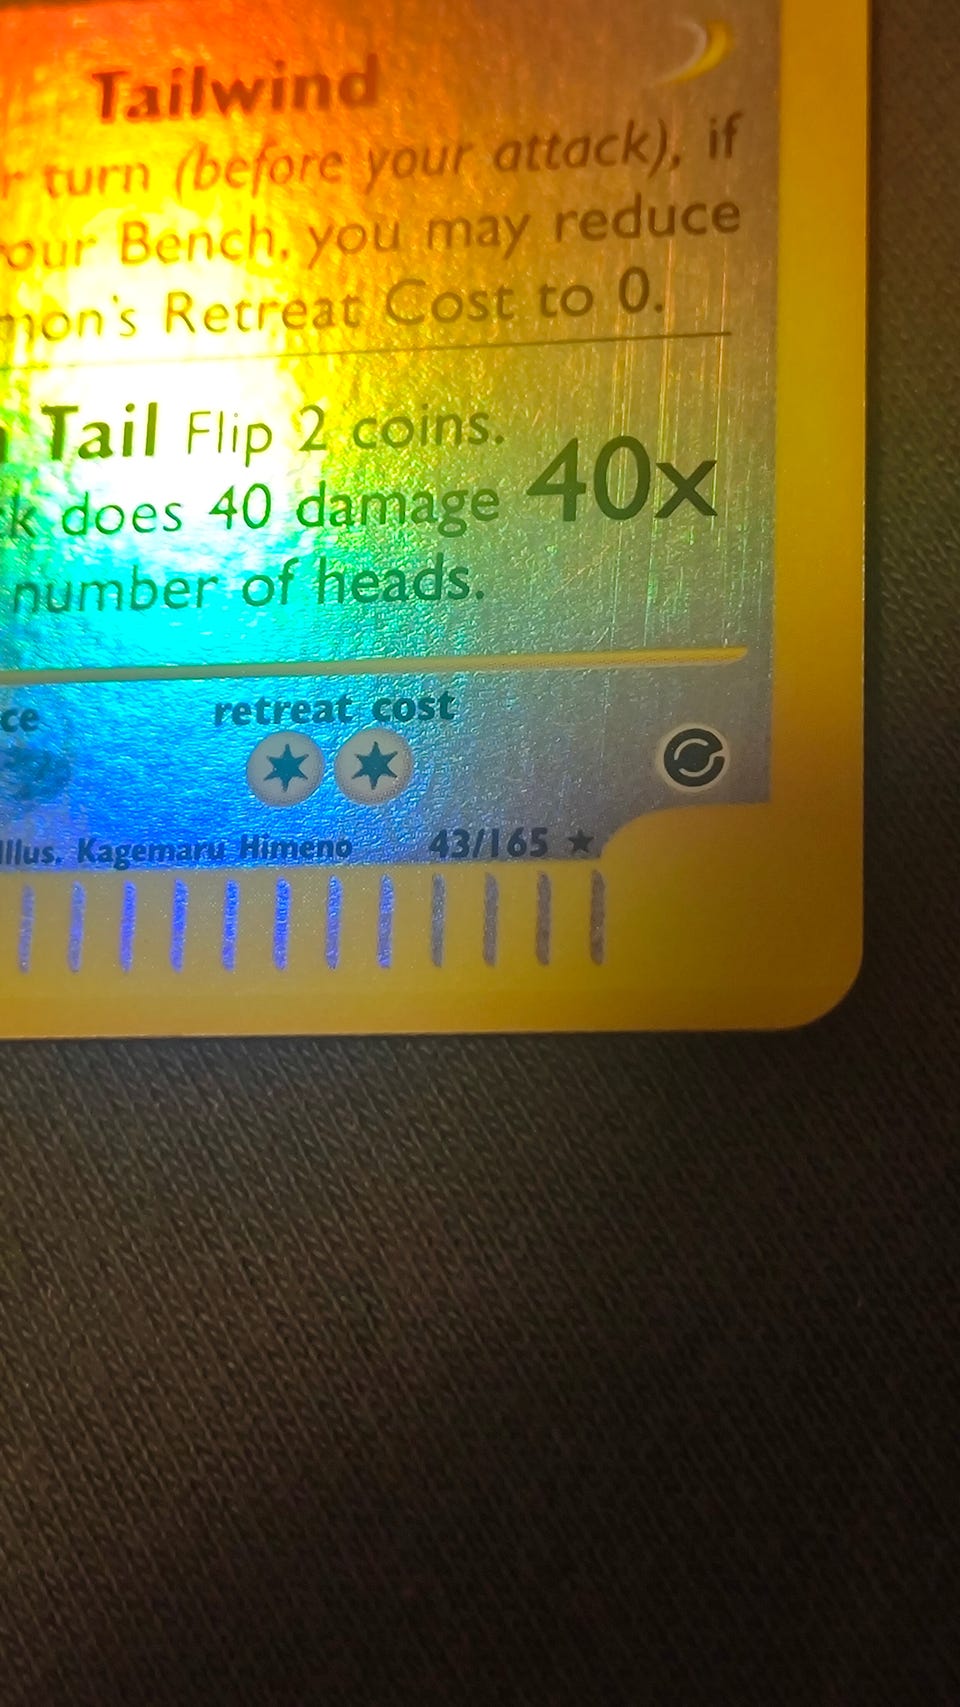 Tailwind
r turn (before your attack), if
our Bench, you may reduce
mon's Retreat Cost to 0.
Tail Flip 2 coins.
k does 40 damage 40x
number of heads.
ce retreat cost
Illus. Kagemaru Himeno 43/165